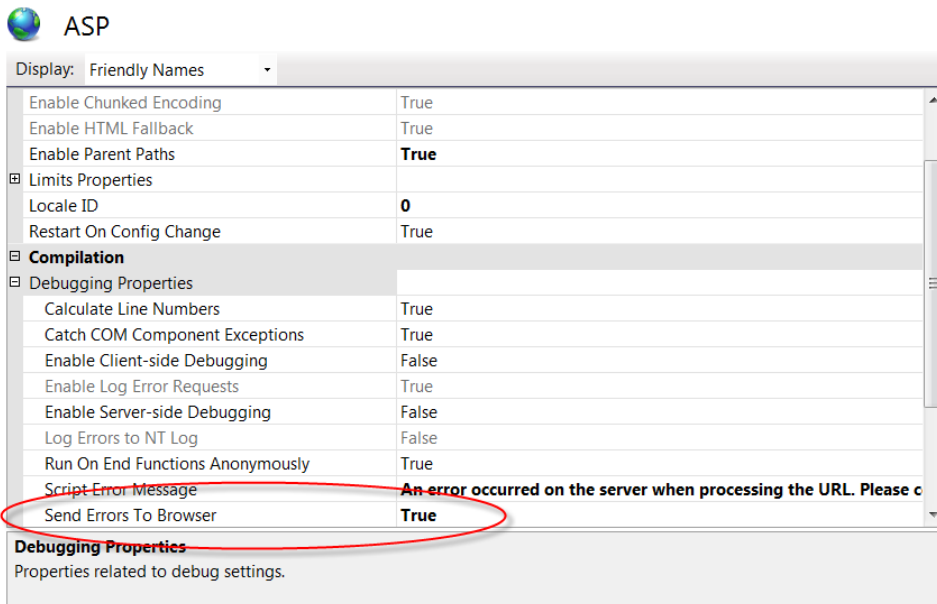 ASP
Display: Friendly Names
Enable Chunked Encoding True
Enable HTML Fallback True
Enable Parent Paths True
Limits Properties
Locale ID 0
Restart On Config Change True
Compilation
Debugging Properties
Calculate Line Numbers True
Catch COM Component Exceptions True
Enable Client-side Debugging False
Enable Log Error Requests True
Enable Server-side Debugging False
Log Errors to NT Log False
Run On End Functions Anonymously True
Script Error Message An error occurred on the server when processing the URL. Please c
Send Errors To Browser True
Debugging Properties
Properties related to debug settings.